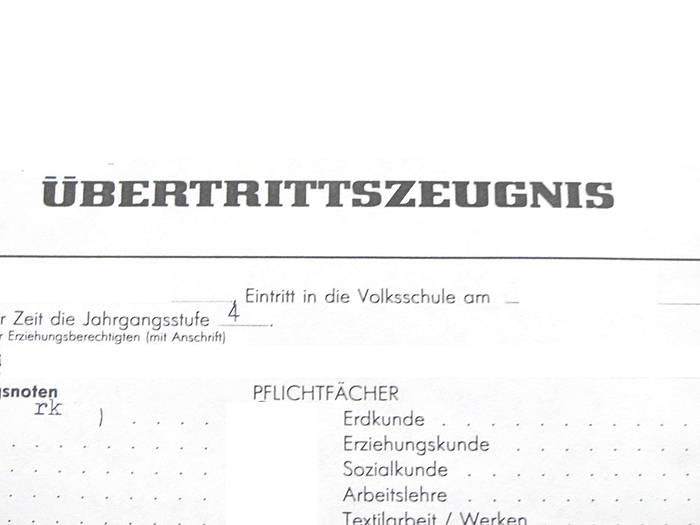 ÜBERTRITTSZEUGNIS
, Eintritt in die Volksschule am
r Zeit die Jahrgangsstufe 4.
r Erziehungsberechtigten (mit Anschrift)
gsnoten
PFLICHTFÄCHER
rk ) . . . .
Erdkunde . . . . . . . . . .
Erziehungskunde . . . . . . . .
Sozialkunde . . . . . . . . .
Arbeitslehre . . . . . . . . .
Textilarbeit / Werken . . . . . .